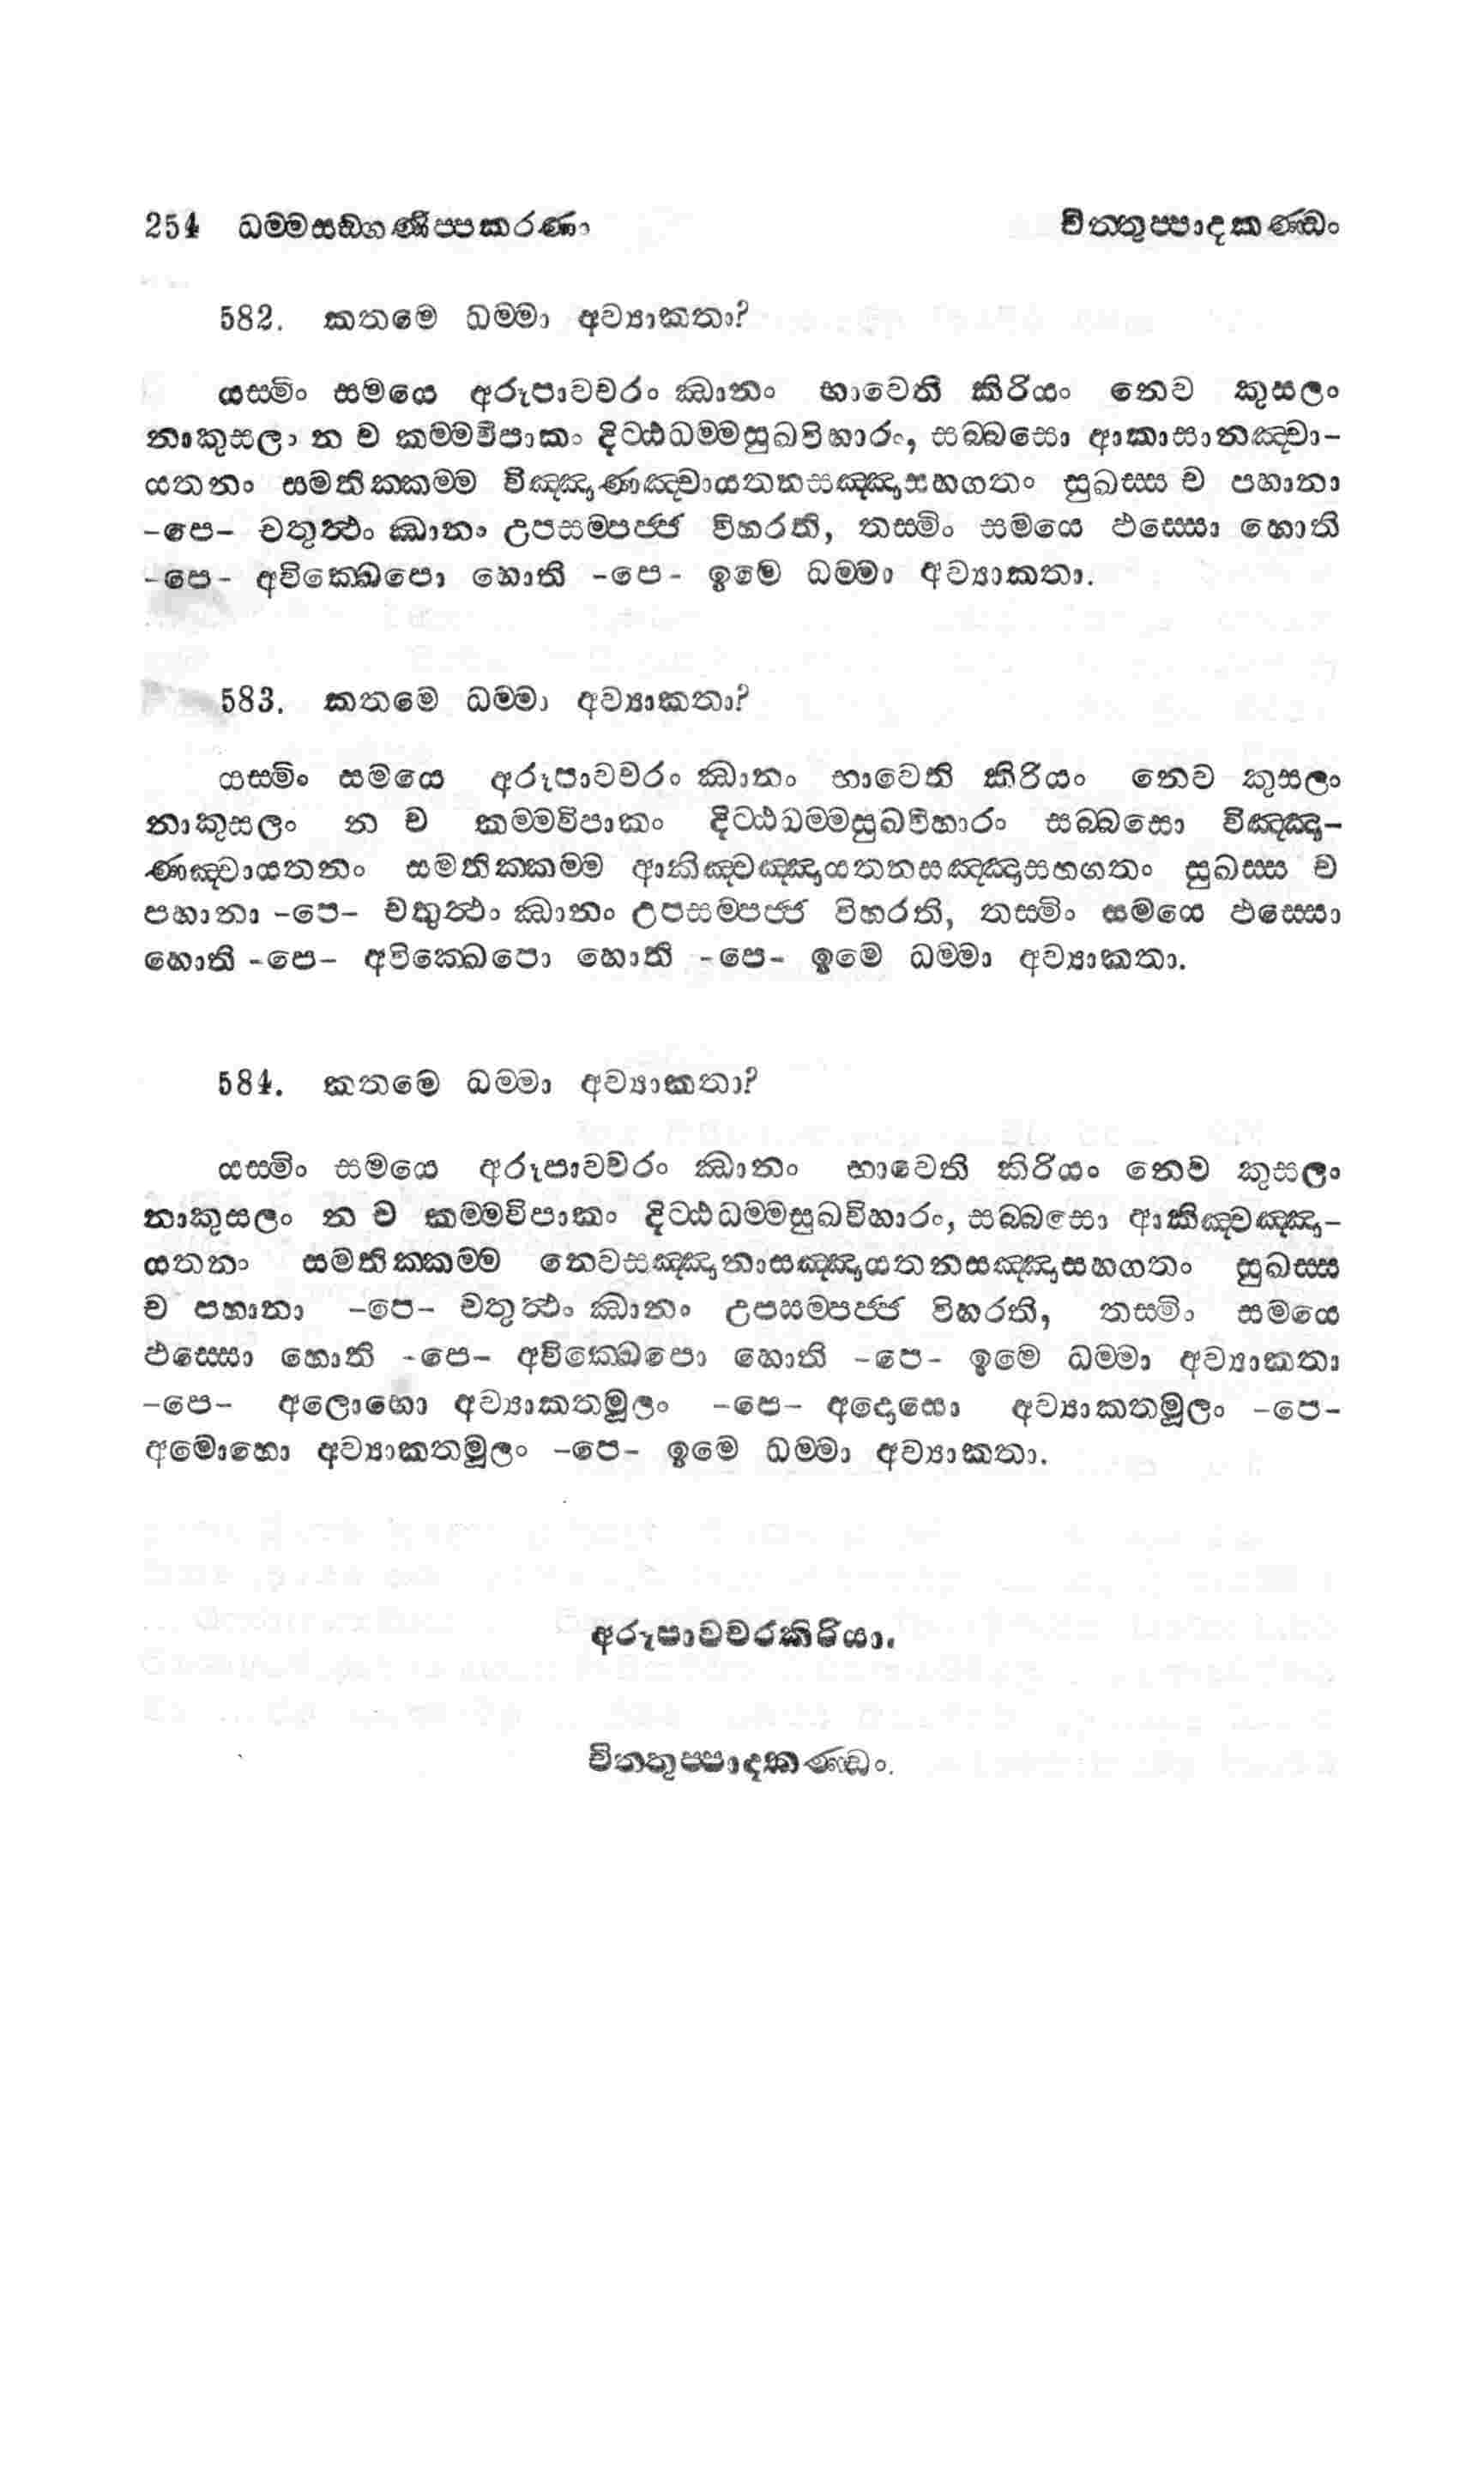 254 ධම්මසඞ්ගණිප්පකරණං චිත්තුප්පාදකණ්ඩං
582. කතමෙ ධම්මා අව්‍යාකතා?
යස්මිං සමයෙ අරූපාවචරං ඣානං භාවෙති කිරියං නෙව කුසලං
නාකුසලං න ච කම්මවිපාකං දිට්ඨධම්මසුඛවිහාරං, සබ්බසො ආකාසානඤ්චා-
යතනං සමතික්කම්ම විඤ්ඤාණඤ්චායතනසඤ්ඤාසහගතං සුඛස්ස ච පහානා
-පෙ- චතුත්ථං ඣානං උපසම්පජ්ජ විහරති, තස්මිං සමයෙ ඵස්සො හොති
-පෙ- අවික්ඛෙපො හොති -පෙ- ඉමෙ ධම්මා අව්‍යාකතා.
583. කතමෙ ධම්මා අව්‍යාකතා?
යස්මිං සමයෙ අරූපාවචරං ඣානං භාවෙති කිරියං නෙව කුසලං
නාකුසලං න ච කම්මවිපාකං දිට්ඨධම්මසුඛවිහාරං සබ්බසො විඤ්ඤා-
ණඤ්චායතනං සමතික්කම්ම ආකිඤ්චඤ්ඤායතනසඤ්ඤාසහගතං සුඛස්ස ච
පහානා -පෙ- චතුත්ථං ඣානං උපසම්පජ්ජ විහරති, තස්මිං සමයෙ ඵස්සො
හොති -පෙ- අවික්ඛෙපො හොති -පෙ- ඉමෙ ධම්මා අව්‍යාකතා.
584. කතමෙ ධම්මා අව්‍යාකතා?
යස්මිං සමයෙ අරූපාවචරං ඣානං භාවෙති කිරියං නෙව කුසලං
නාකුසලං න ච කම්මවිපාකං දිට්ඨධම්මසුඛවිහාරං, සබ්බසො ආකිඤ්චඤ්ඤා-
යතනං සමතික්කම්ම නෙවසඤ්ඤානාසඤ්ඤායතනසඤ්ඤාසහගතං සුඛස්ස
ච පහානා -පෙ- චතුත්ථං ඣානං උපසම්පජ්ජ විහරති, තස්මිං සමයෙ
ඵස්සො හොති -පෙ- අවික්ඛෙපො හොති -පෙ- ඉමෙ ධම්මා අව්‍යාකතා
-පෙ- අලොභො අව්‍යාකතමූලං -පෙ- අදොසො අව්‍යාකතමූලං -පෙ-
අමොහො අව්‍යාකතමූලං -පෙ- ඉමෙ ධම්මා අව්‍යාකතා.
අරූපාවචරකිරියා.
චිත්තුප්පාදකණ්ඩං.